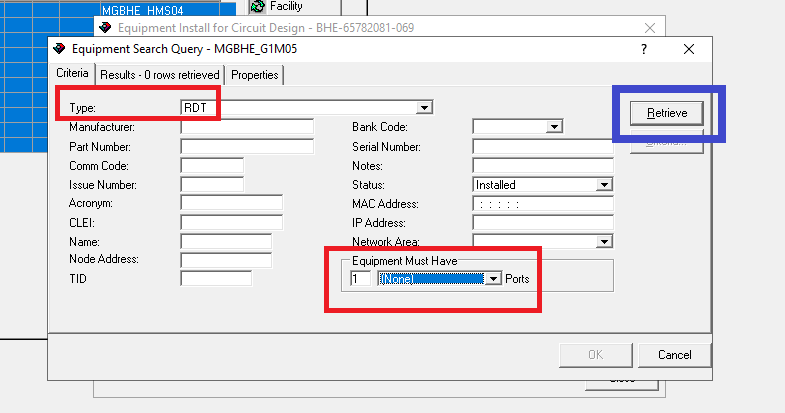 MGBHE_HMS04
Facility
Equipment Install for Circuit Design - BHE-65782081-069
Equipment Search Query - MGBHE_G1M05
? 
Criteria
Results - 0 rows retrieved
Properties
Type:
RDT
Retrieve
Manufacturer:
Bank Code:
Part Number:
Serial Number:
Comm Code:
Notes:
Issue Number:
Status:
Installed
Acronym:
MAC Address:
: : : : :
CLEI:
IP Address:
Name:
Network Area:
Node Address:
Equipment Must Have
TID
1
(None)
Ports
OK
Cancel